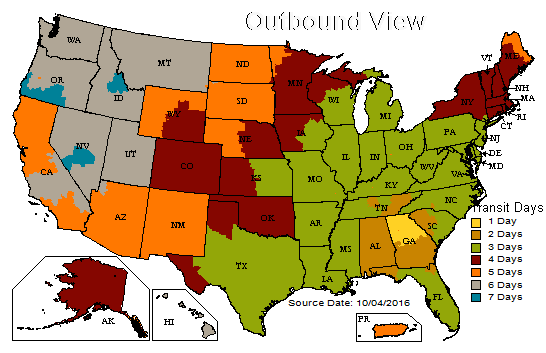 Outbound View
WA
MT
ND
MN
VT
ME
OR
ID
SD
WI
NY
NH
MA
WY
MI
RI
CT
NE
IA
PA
NJ
NV
UT
IL
IN
OH
DE
CA
CO
KS
MO
WV
VA
MD
KY
NC
AZ
NM
OK
AR
TN
SC
Transit Days
1 Day
2 Days
3 Days
4 Days
5 Days
6 Days
7 Days
MS
AL
GA
TX
LA
FL
Source Date: 10/04/2016
AK
HI
PR